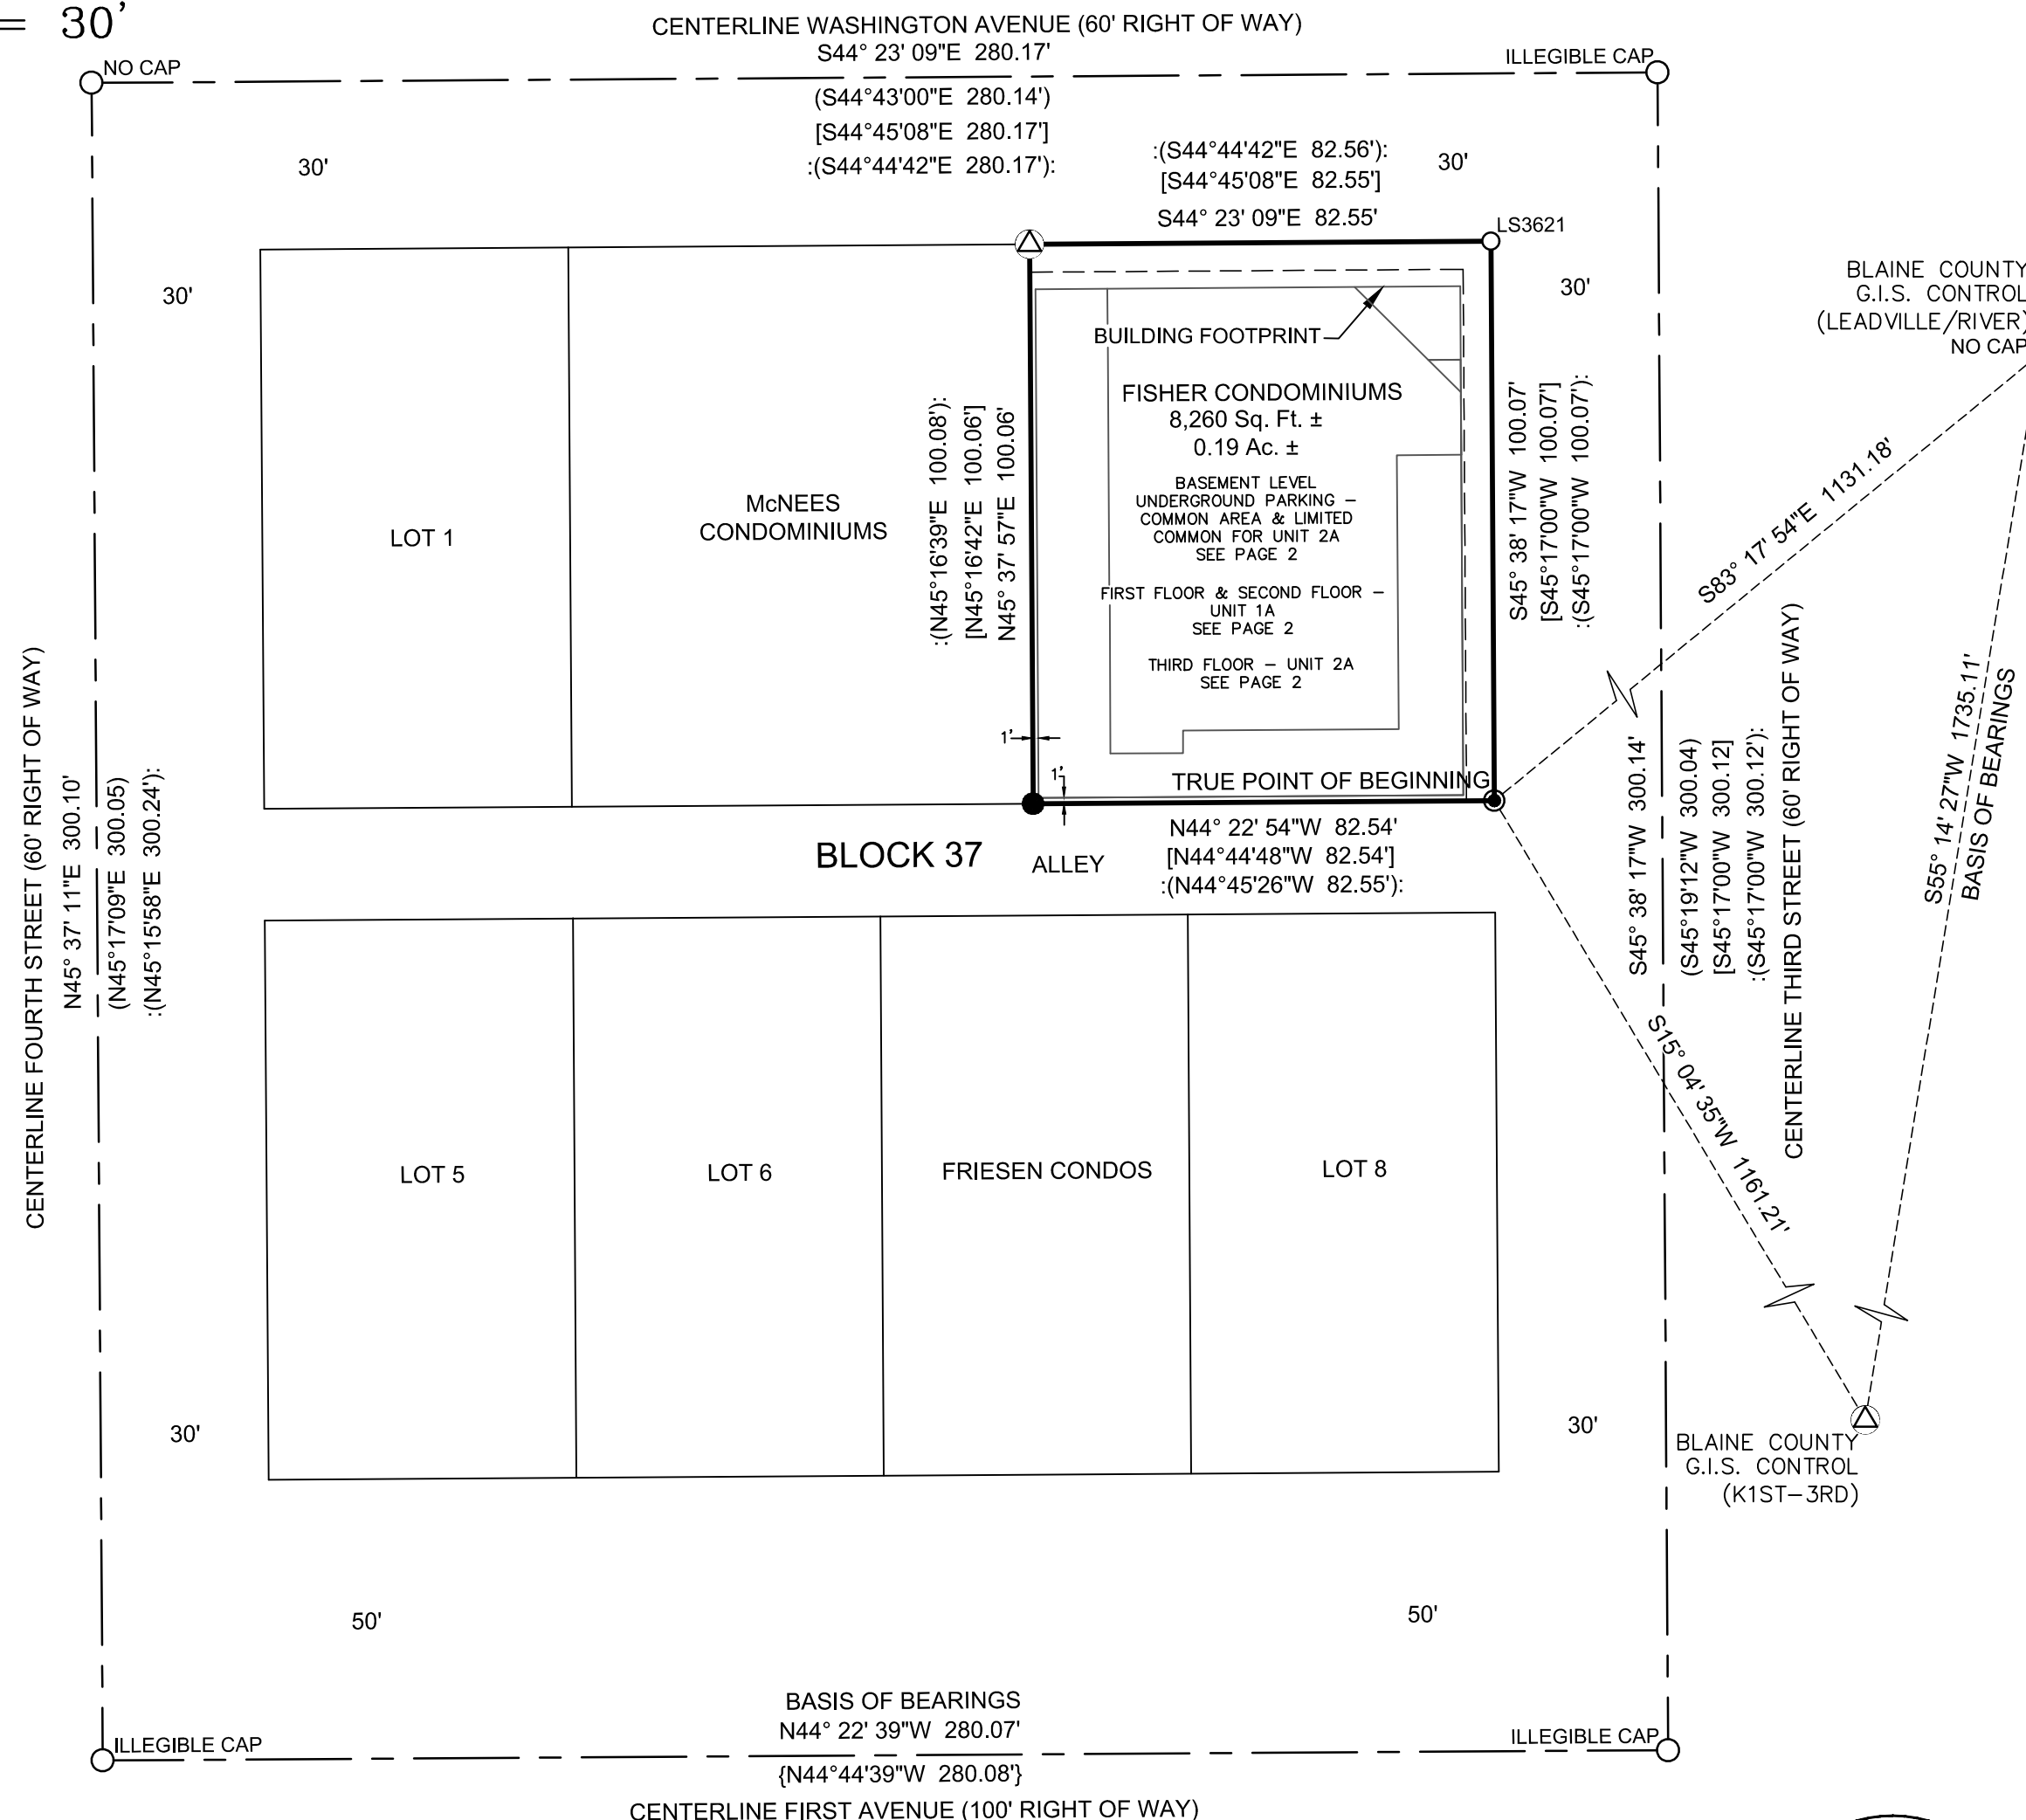 = 30'
CENTERLINE WASHINGTON AVENUE (60' RIGHT OF WAY)
S44° 23' 09"E 280.17'
NO CAP
ILLEGIBLE CAP
(S44°43'00"E 280.14')
[S44°45'08"E 280.17']
:(S44°44'42"E 280.17'):
:(S44°44'42"E 82.56'):
[S44°45'08"E 82.55']
S44° 23' 09"E 82.55'
30'
30'
LS3621
30'
30'
BLAINE COUNTY
G.I.S. CONTROL
(LEADVILLE/RIVER)
NO CAP
BUILDING FOOTPRINT
FISHER CONDOMINIUMS
8,260 Sq. Ft. ±
0.19 Ac. ±
BASEMENT LEVEL
UNDERGROUND PARKING –
COMMON AREA & LIMITED
COMMON FOR UNIT 2A
SEE PAGE 2
FIRST FLOOR & SECOND FLOOR –
UNIT 1A
SEE PAGE 2
THIRD FLOOR – UNIT 2A
SEE PAGE 2
LOT 1
McNEES
CONDOMINIUMS
:(N45°16'39"E 100.08'):
[N45°16'42"E 100.06']
N45° 37' 57"E 100.06'
S45° 38' 17"W 100.07'
[S45°17'00"W 100.07']
:(S45°17'00"W 100.07'):
S83° 17' 54"E 1131.18'
1'
1'
TRUE POINT OF BEGINNING
N44° 22' 54"W 82.54'
[N44°44'48"W 82.54']
:(N44°45'26"W 82.55'):
BLOCK 37
ALLEY
CENTERLINE FOURTH STREET (60' RIGHT OF WAY)
N45° 37' 11"E 300.10'
(N45°17'09"E 300.05)
:(N45°15'58"E 300.24'):
S45° 38' 17"W 300.14'
(S45°19'12"W 300.04)
[S45°17'00"W 300.12]
:(S45°17'00"W 300.12'):
CENTERLINE THIRD STREET (60' RIGHT OF WAY)
S55° 14' 27"W 1735.11'
BASIS OF BEARINGS
S15° 04' 35"W 1161.21'
LOT 5
LOT 6
FRIESEN CONDOS
LOT 8
30'
30'
BLAINE COUNTY
G.I.S. CONTROL
(K1ST–3RD)
50'
50'
BASIS OF BEARINGS
N44° 22' 39"W 280.07'
ILLEGIBLE CAP
ILLEGIBLE CAP
{N44°44'39"W 280.08'}
CENTERLINE FIRST AVENUE (100' RIGHT OF WAY)